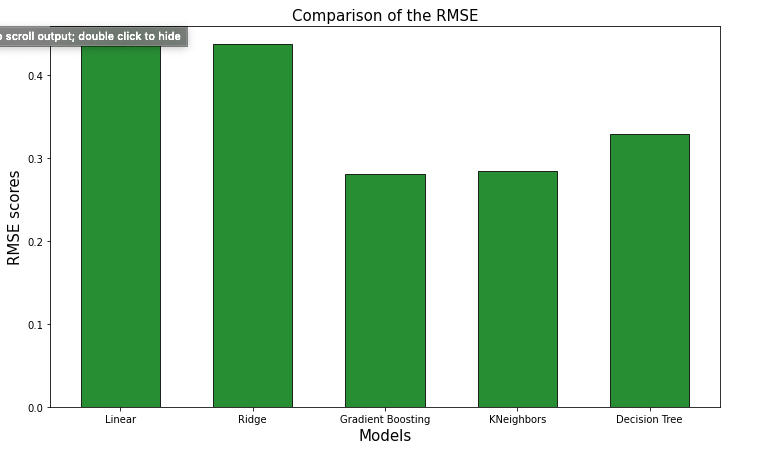 Comparison of the RMSE
scroll output; double click to hide
0.4
0.3
0.2
0.1
0.0
RMSE scores
Linear Ridge Gradient Boosting KNeighbors Decision Tree
Models